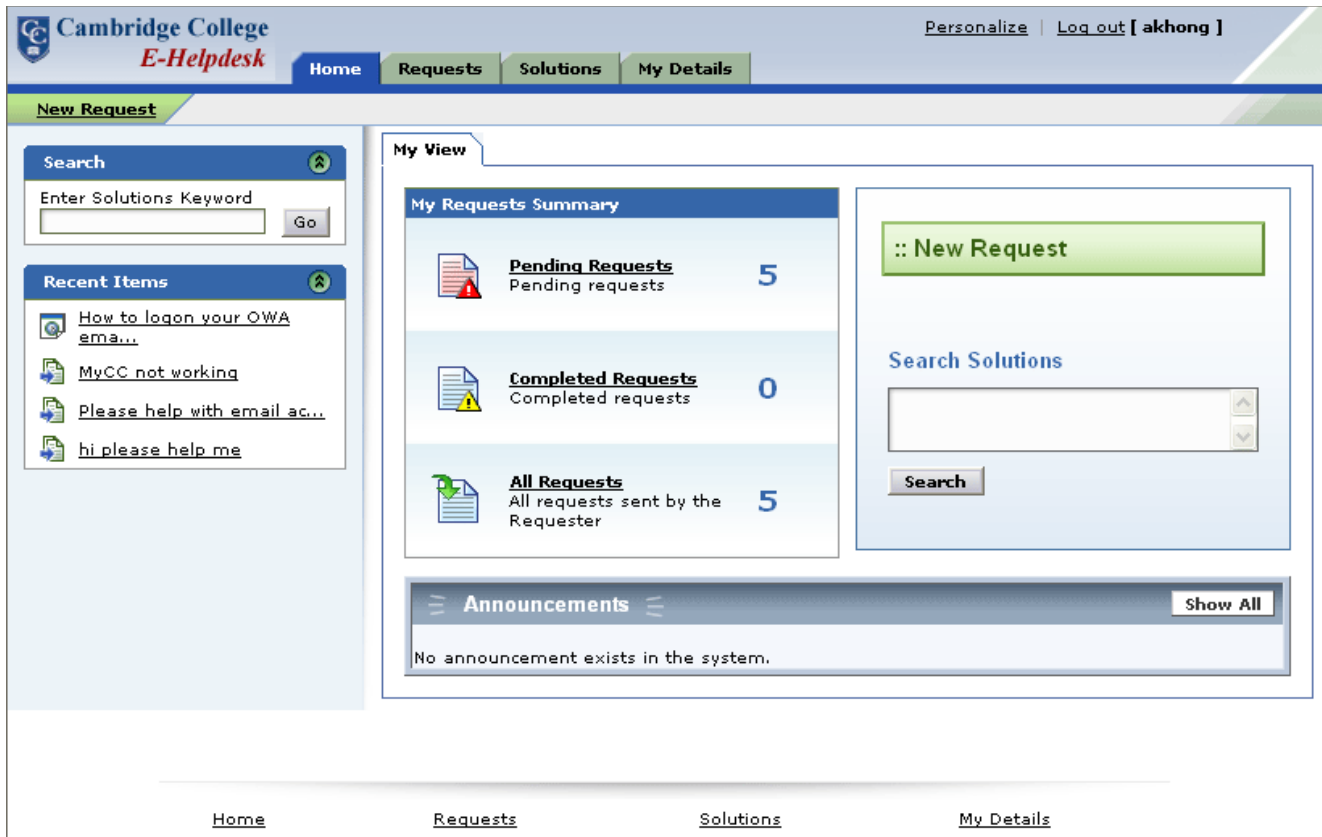 CC
Cambridge College
E-Helpdesk
Personalize | Log out [ akhong ]
Home Requests Solutions My Details
New Request
Search
Enter Solutions Keyword
Go
Recent Items
How to logon your OWA
ema...
MyCC not working
Please help with email ac...
hi please help me
My View
My Requests Summary
Pending Requests
Pending requests
5
Completed Requests
Completed requests
0
All Requests
All requests sent by the
Requester
5
:: New Request
Search Solutions
Search
Announcements
Show All
No announcement exists in the system.
Home Requests Solutions My Details